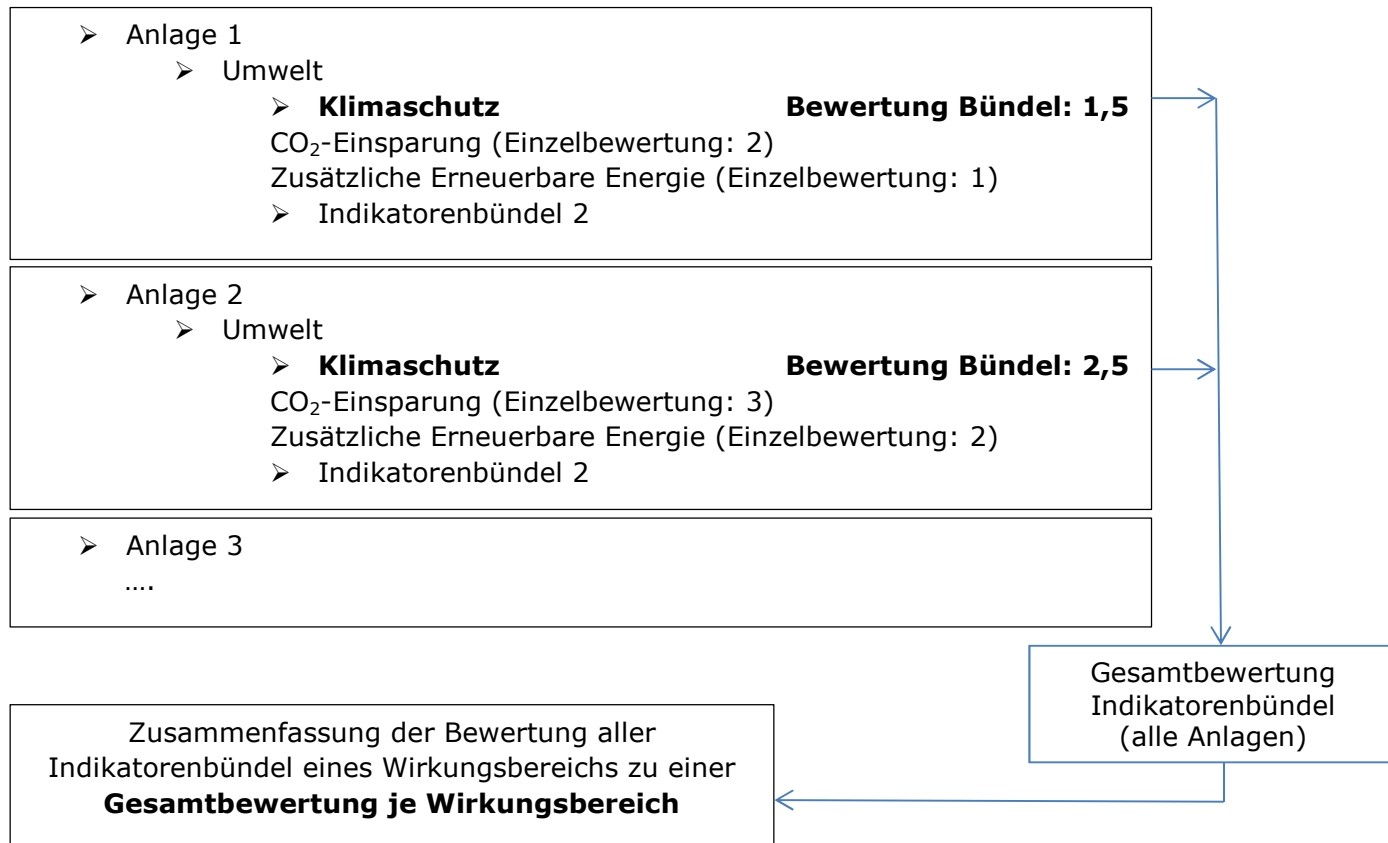 ➢ Anlage 1
➢ Umwelt
➢ Klimaschutz Bewertung Bündel: 1,5
CO₂-Einsparung (Einzelbewertung: 2)
Zusätzliche Erneuerbare Energie (Einzelbewertung: 1)
➢ Indikatorenbündel 2
➢ Anlage 2
➢ Umwelt
➢ Klimaschutz Bewertung Bündel: 2,5
CO₂-Einsparung (Einzelbewertung: 3)
Zusätzliche Erneuerbare Energie (Einzelbewertung: 2)
➢ Indikatorenbündel 2
➢ Anlage 3
….
Gesamtbewertung
Indikatorenbündel
(alle Anlagen)
Zusammenfassung der Bewertung aller
Indikatorenbündel eines Wirkungsbereichs zu einer
Gesamtbewertung je Wirkungsbereich